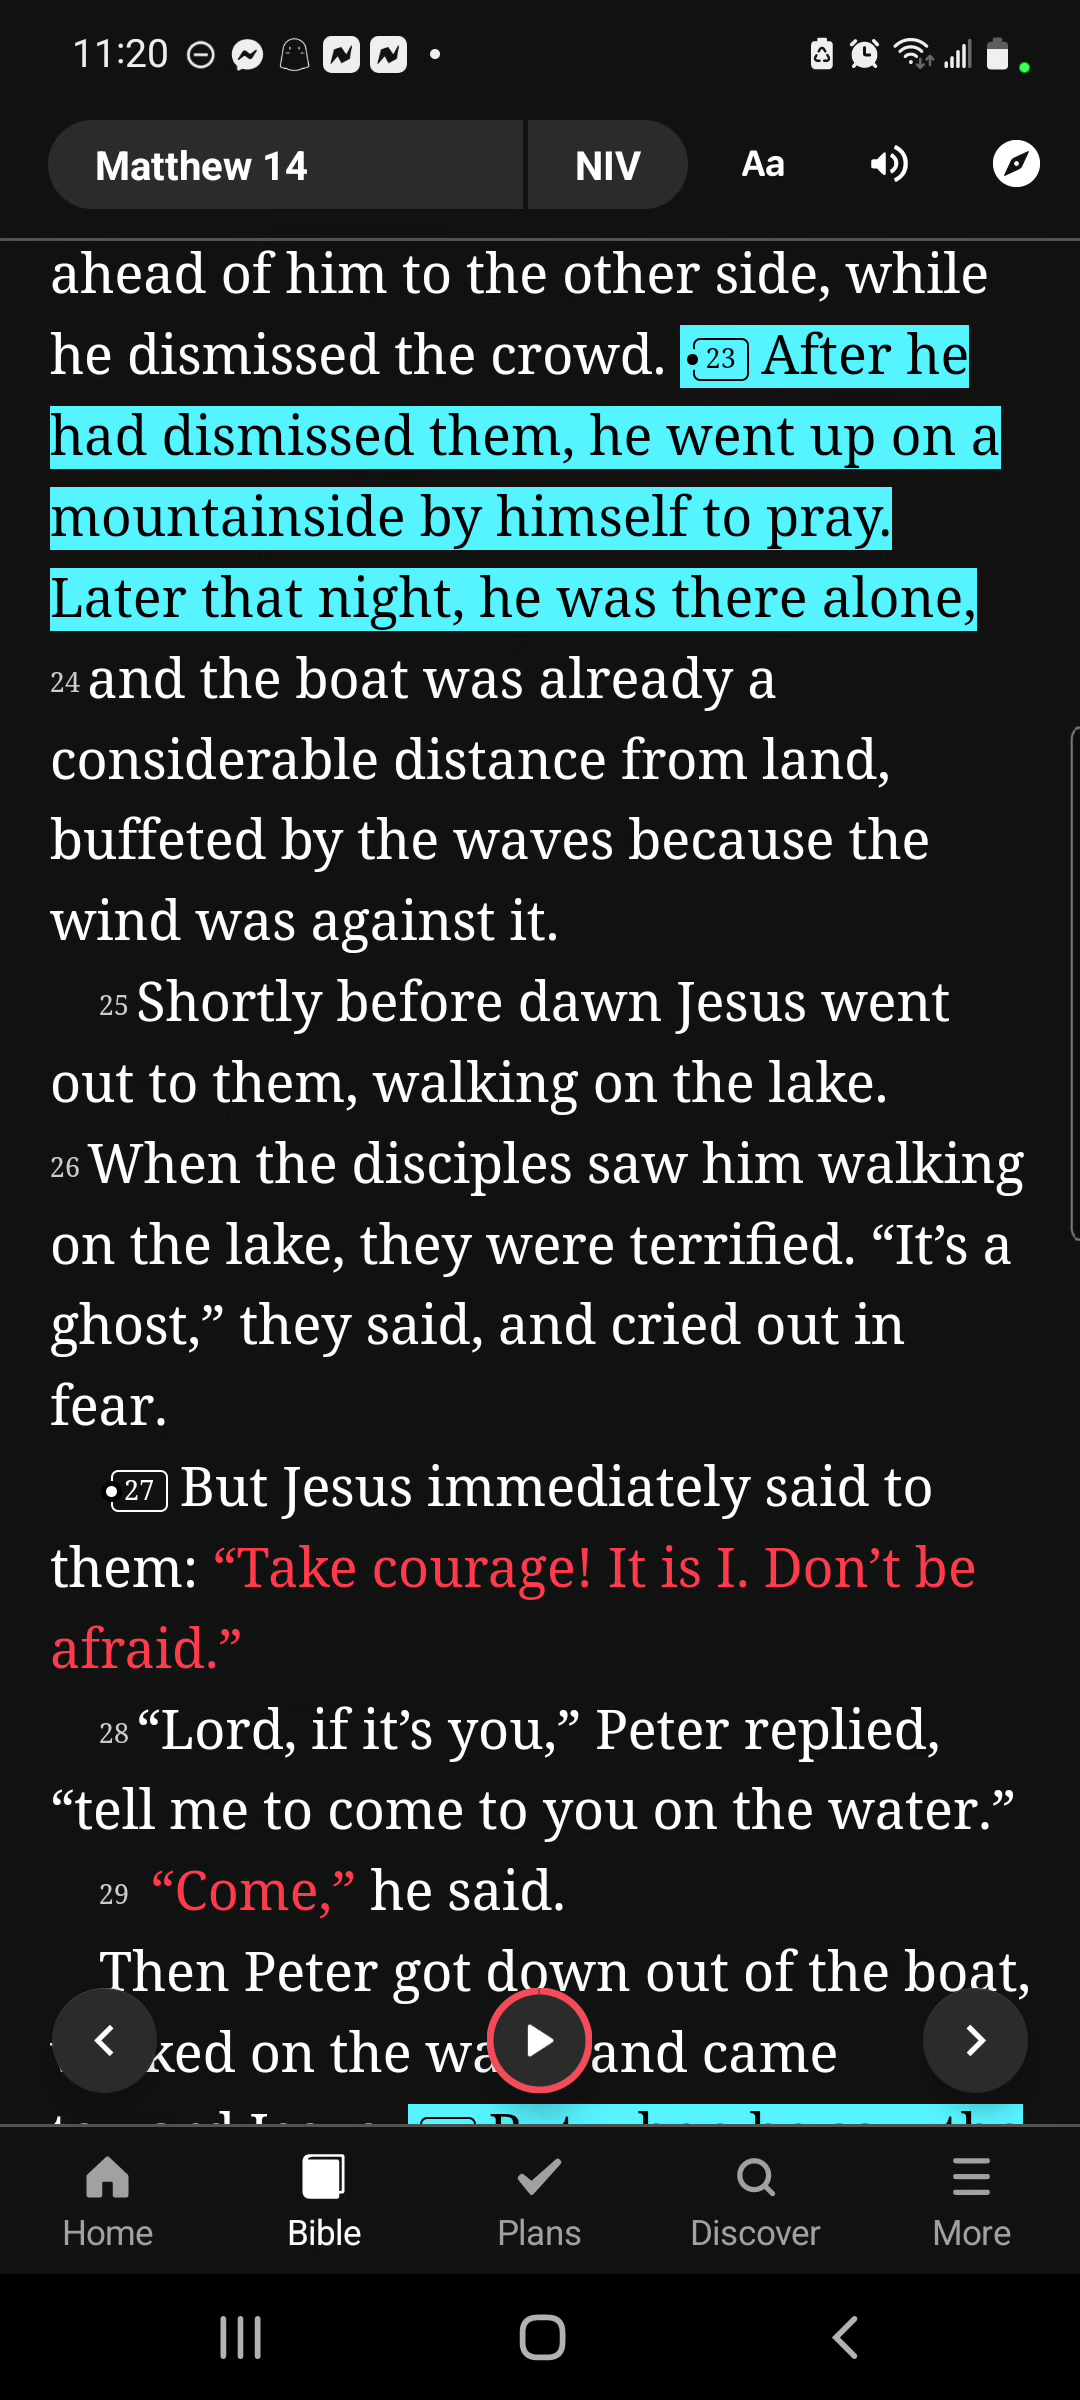 11:20
Matthew 14 NIV Aa
ahead of him to the other side, while
he dismissed the crowd. 23 After he
had dismissed them, he went up on a
mountainside by himself to pray.
Later that night, he was there alone,
24 and the boat was already a
considerable distance from land,
buffeted by the waves because the
wind was against it.
25 Shortly before dawn Jesus went
out to them, walking on the lake.
26 When the disciples saw him walking
on the lake, they were terrified. “It’s a
ghost,” they said, and cried out in
fear.
27 But Jesus immediately said to
them: “Take courage! It is I. Don’t be
afraid.”
28 “Lord, if it’s you,” Peter replied,
“tell me to come to you on the water.”
29 “Come,” he said.
Then Peter got down out of the boat,
on the and came
Home Bible Plans Discover More